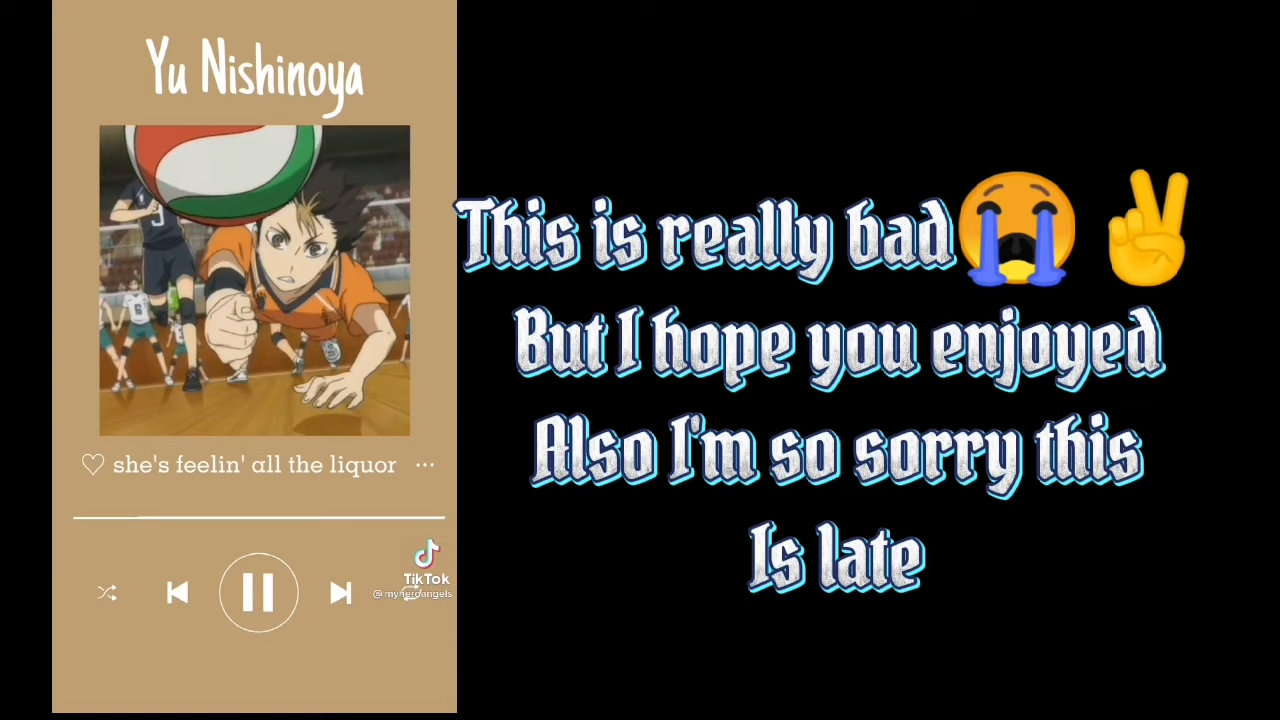 Yu Nishinoya
♡ she's feelin' all the liquor ...
TikTok
@myheroangels
This is really bad😭✌
But I hope you enjoyed
Also I'm so sorry this
Is late